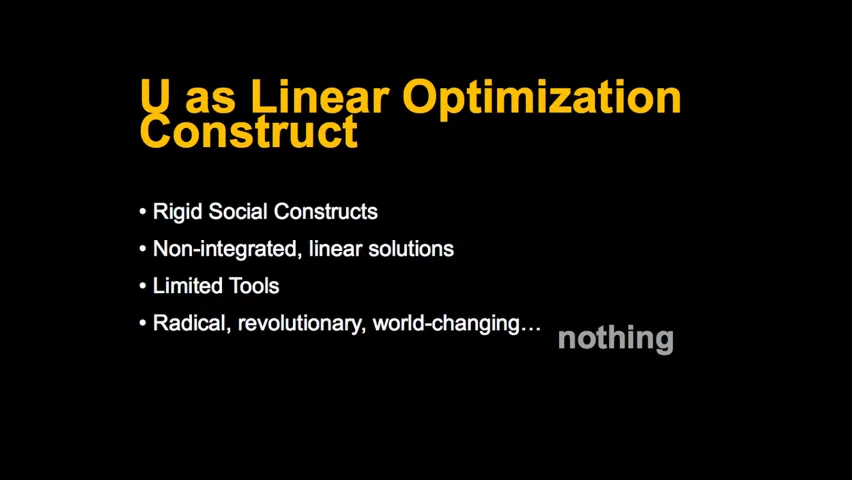 U as Linear Optimization
Construct
• Rigid Social Constructs
• Non-integrated, linear solutions
• Limited Tools
• Radical, revolutionary, world-changing…
nothing